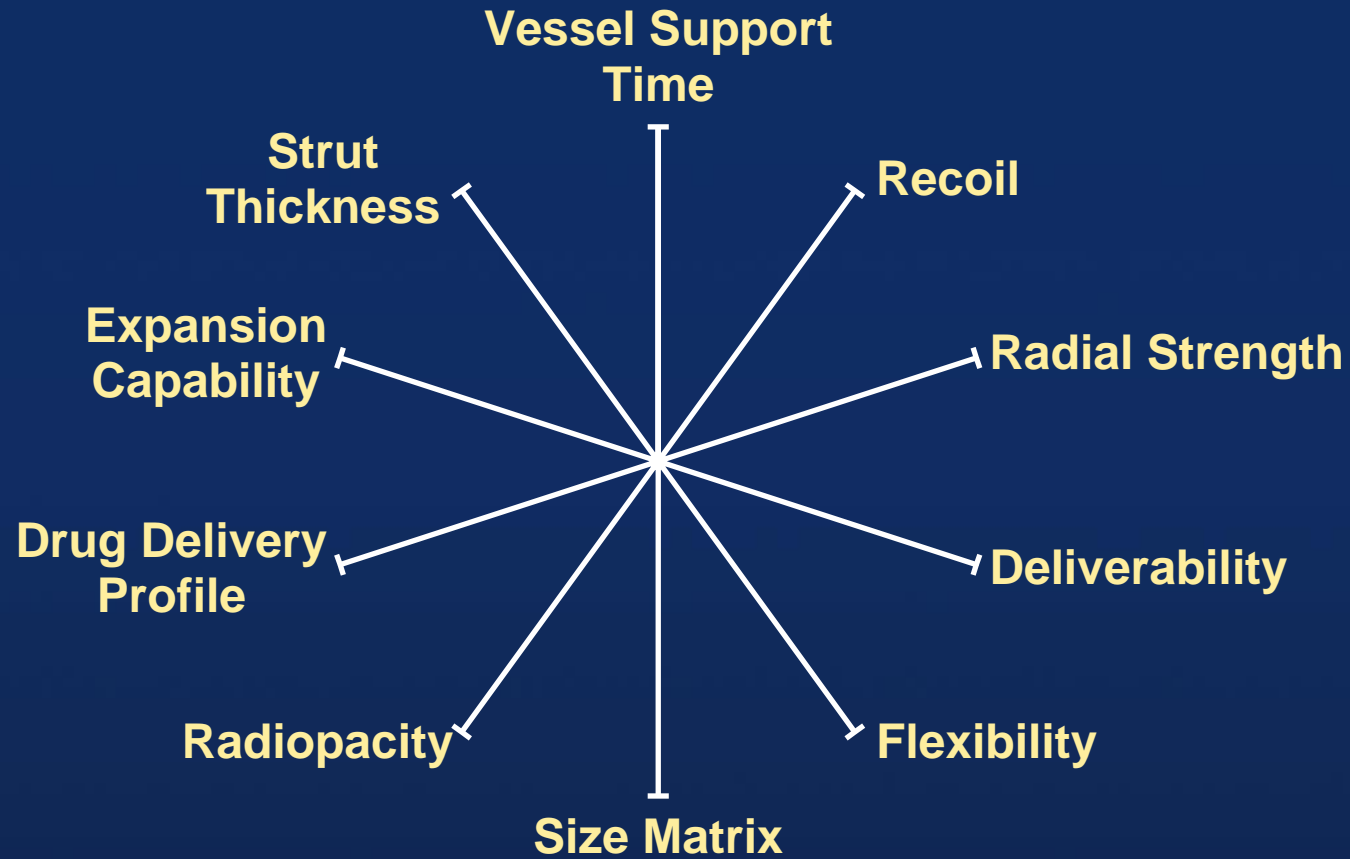 Vessel Support
Time
Recoil
Radial Strength
Deliverability
Flexibility
Size Matrix
Radiopacity
Drug Delivery
Profile
Expansion
Capability
Strut
Thickness